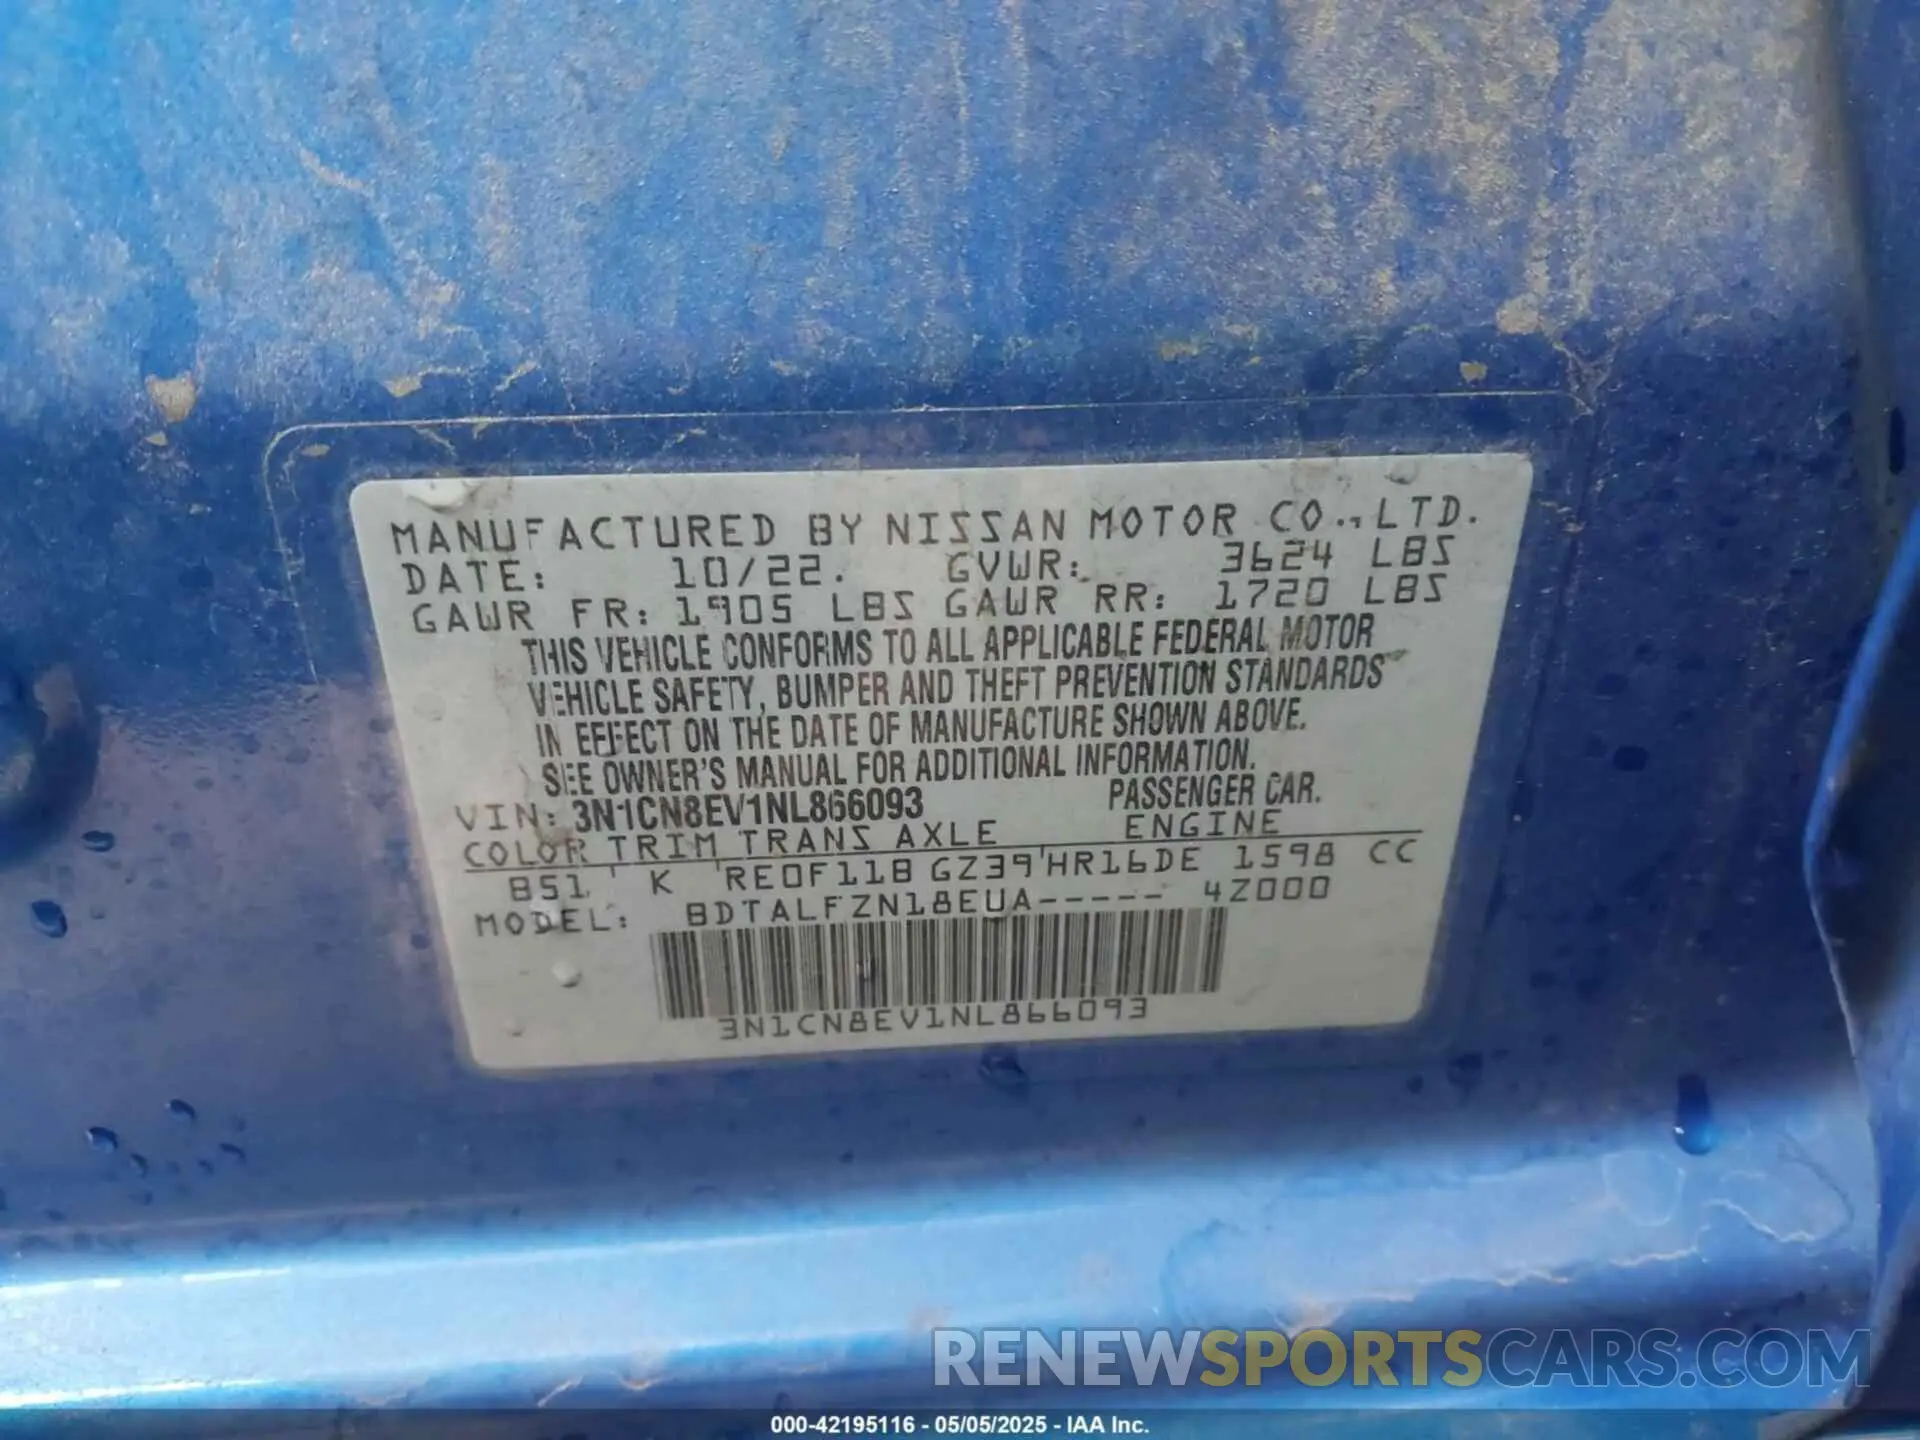 MANUFACTURED BY NISSAN MOTOR CO., LTD.
DATE: 10/22. GVWR: 3624 LBS
GAWR FR: 1905 LBS GAWR RR: 1720 LBS
THIS VEHICLE CONFORMS TO ALL APPLICABLE FEDERAL MOTOR
VEHICLE SAFETY, BUMPER AND THEFT PREVENTION STANDARDS
IN EFFECT ON THE DATE OF MANUFACTURE SHOWN ABOVE.
SEE OWNER'S MANUAL FOR ADDITIONAL INFORMATION.
VIN: 3N1CN8EV1NL866093 PASSENGER CAR.
COLOR TRIM TRANS AXLE ENGINE
B51 K RE0F11B GZ39 HR16DE 1598 CC
MODEL: BDTALFZN18EUA----- 4Z000
3N1CN8EV1NL866093
RENEWSPORTSCARS.COM
000-42195116 - 05/05/2025 - IAA Inc.